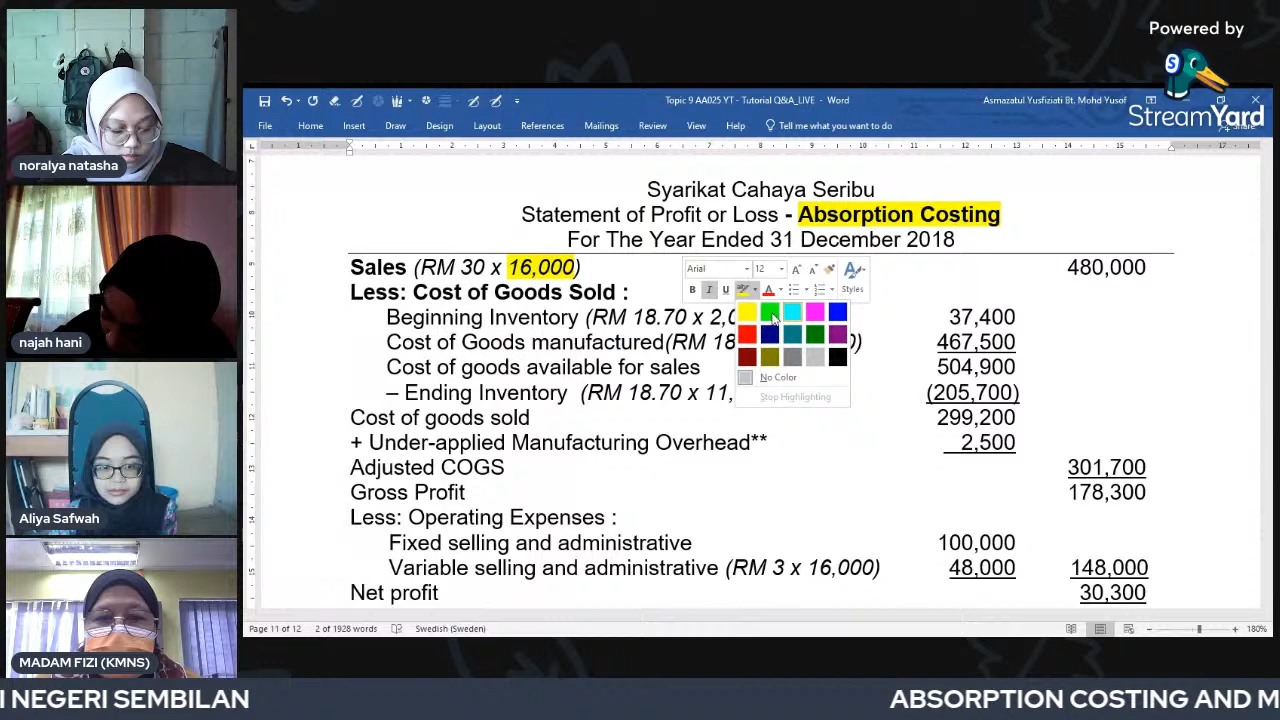 Powered by
StreamYard
Topic 9 AA025 YT - Tutorial Q&A_LIVE - Word
Asmazatul Yusfiziati Bt. Mohd Yusof
File Home Insert Draw Design Layout References Mailings Review View Help Tell me what you want to do
Syarikat Cahaya Seribu
Statement of Profit or Loss - Absorption Costing
For The Year Ended 31 December 2018
Sales (RM 30 x 16,000) 480,000
Less: Cost of Goods Sold :
Beginning Inventory (RM 18.70 x 2,0 37,400
Cost of Goods manufactured(RM 18 ) 467,500
Cost of goods available for sales 504,900
– Ending Inventory (RM 18.70 x 11, (205,700)
Cost of goods sold 299,200
+ Under-applied Manufacturing Overhead** 2,500
Adjusted COGS 301,700
Gross Profit 178,300
Less: Operating Expenses :
Fixed selling and administrative 100,000
Variable selling and administrative (RM 3 x 16,000) 48,000 148,000
Net profit 30,300
Arial 12
B I U Styles
No Color
Stop Highlighting
Page 11 of 12 2 of 1928 words Swedish (Sweden) 180%
noralya natasha
najah hani
Aliya Safwah
MADAM FIZI (KMNS)
I NEGERI SEMBILAN
ABSORPTION COSTING AND M